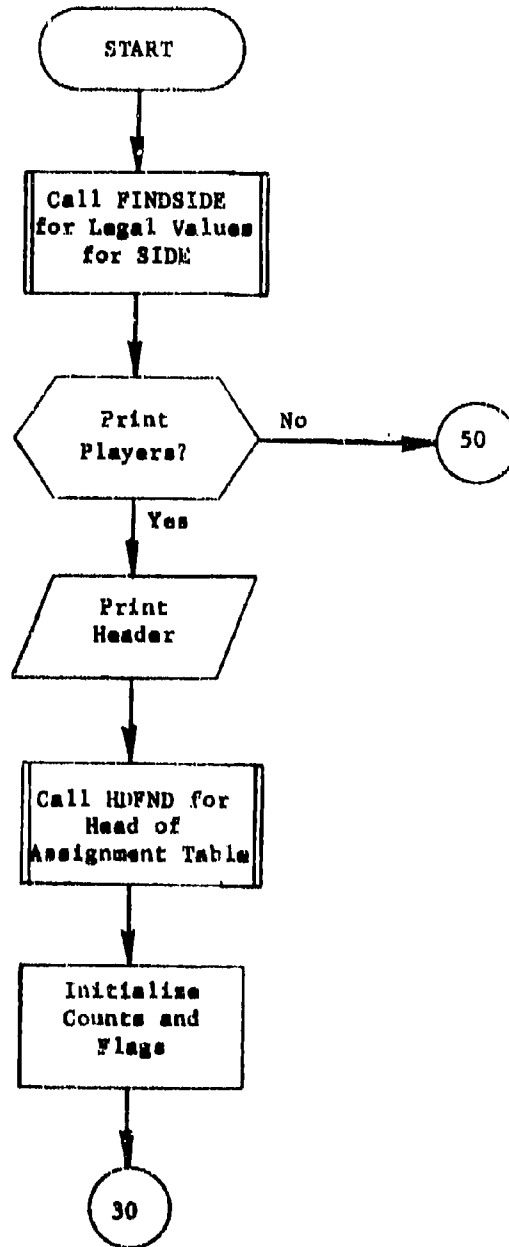 START
Call FINDSIDE
for Legal Values
for SIDE
Print
Players?
No
50
Yes
Print
Header
Call HDFND for
Head of
Assignment Table
Initialize
Counts and
Flags
30